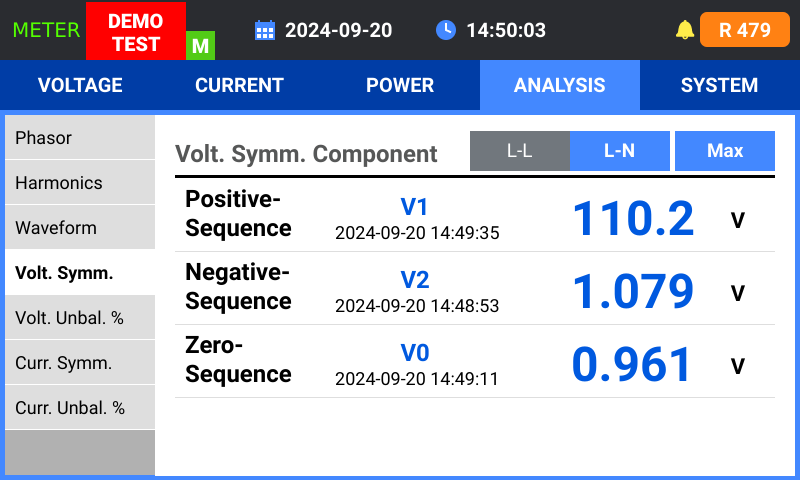 METER
DEMO
TEST
M
2024-09-20
14:50:03
R 479
VOLTAGE
CURRENT
POWER
ANALYSIS
SYSTEM
Phasor
Harmonics
Waveform
Volt. Symm.
Volt. Unbal. %
Curr. Symm.
Curr. Unbal. %
Volt. Symm. Component
L-L
L-N
Max
Positive-
Sequence
V1
2024-09-20 14:49:35
110.2 V
Negative-
Sequence
V2
2024-09-20 14:48:53
1.079 V
Zero-
Sequence
V0
2024-09-20 14:49:11
0.961 V